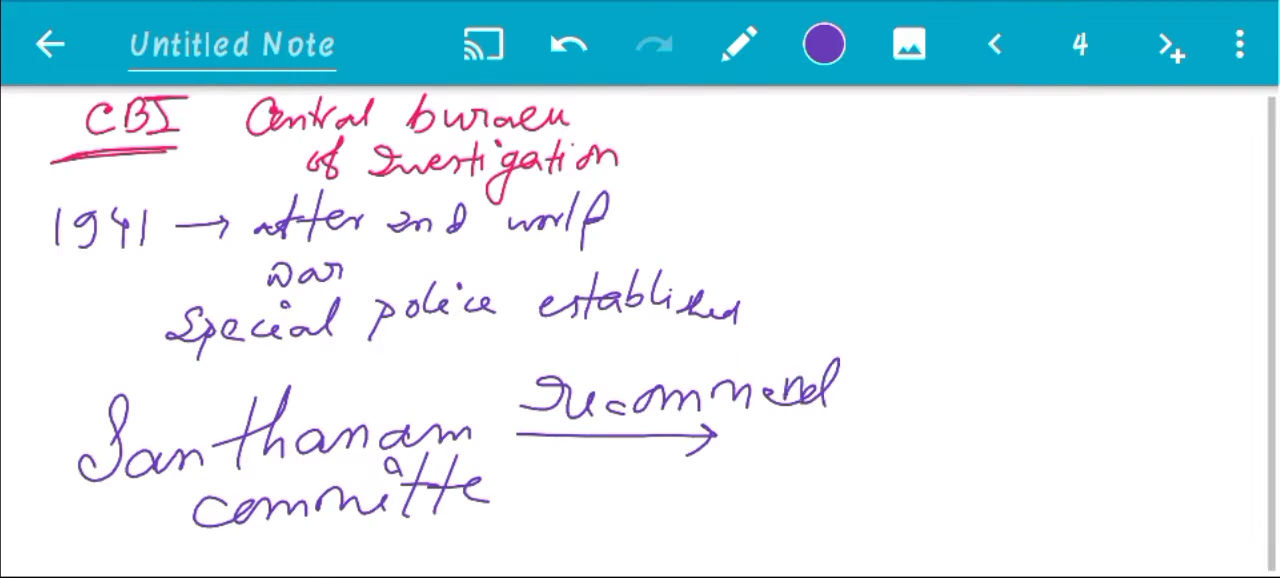 Untitled Note
4
CBI Central bureau
of Investigation
1941 → after 2nd world
war
Special police established
Santhanam recommend
committe